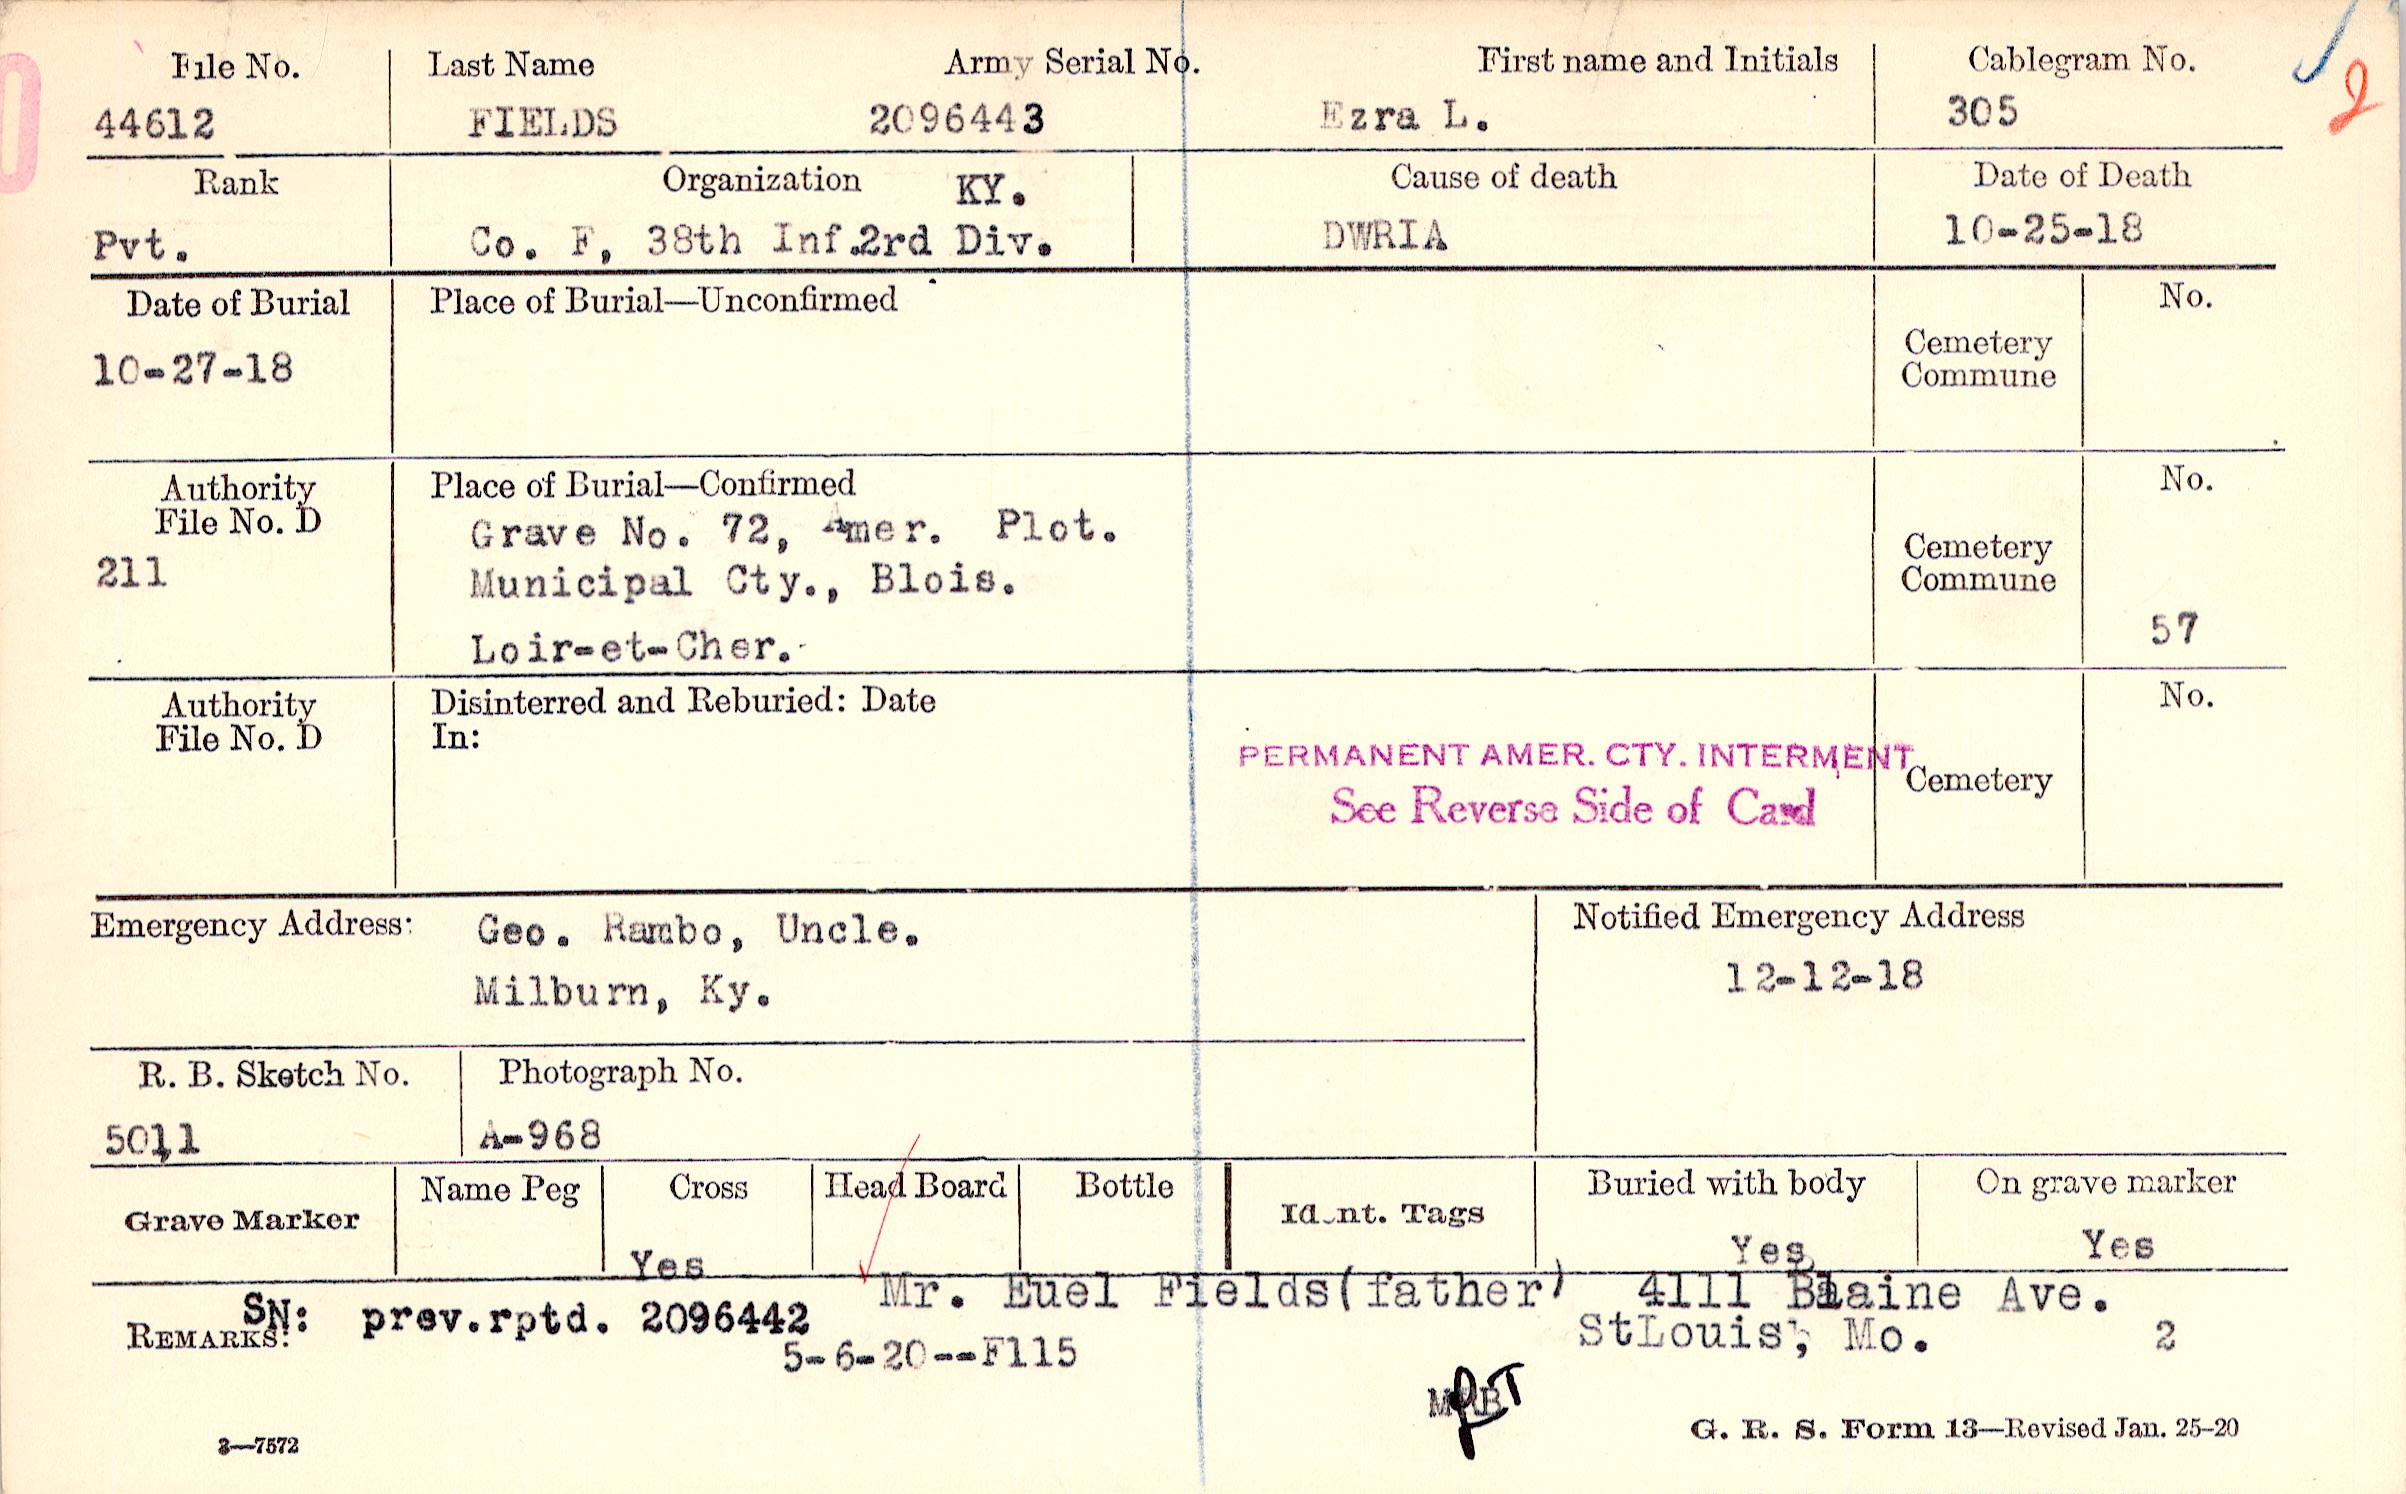 File No. Last Name Army Serial No. First name and Initials Cablegram No.
44612 FIELDS 2096443 Ezra L. 305
2
Rank Organization KY. Cause of death Date of Death
Pvt. Co. F, 38th Inf.2rd Div. DWRIA 10-25-18
Date of Burial Place of Burial—Unconfirmed No.
10-27-18
Cemetery
Commune
Authority Place of Burial—Confirmed No.
File No. D
211
Grave No. 72, Amer. Plot.
Municipal Cty., Blois.
Loir-et-Cher.
Cemetery
Commune
57
Authority Disinterred and Reburied: Date No.
File No. D In:
PERMANENT AMER. CTY. INTERMENT
See Reverse Side of Card
Cemetery
Emergency Address: Geo. Rambo, Uncle.
Milburn, Ky.
Notified Emergency Address
12-12-18
R. B. Sketch No. Photograph No.
5011 A-968
Grave Marker Name Peg Cross Head Board Bottle Ident. Tags Buried with body On grave marker
Yes Yes Yes
Mr. Euel Fields(father) 4111 Blaine Ave.
StLouis, Mo. 2
REMARKS: SN: prev.rptd. 2096442
5-6-20--F115
3—7572
G. R. S. Form 13—Revised Jan. 25-20